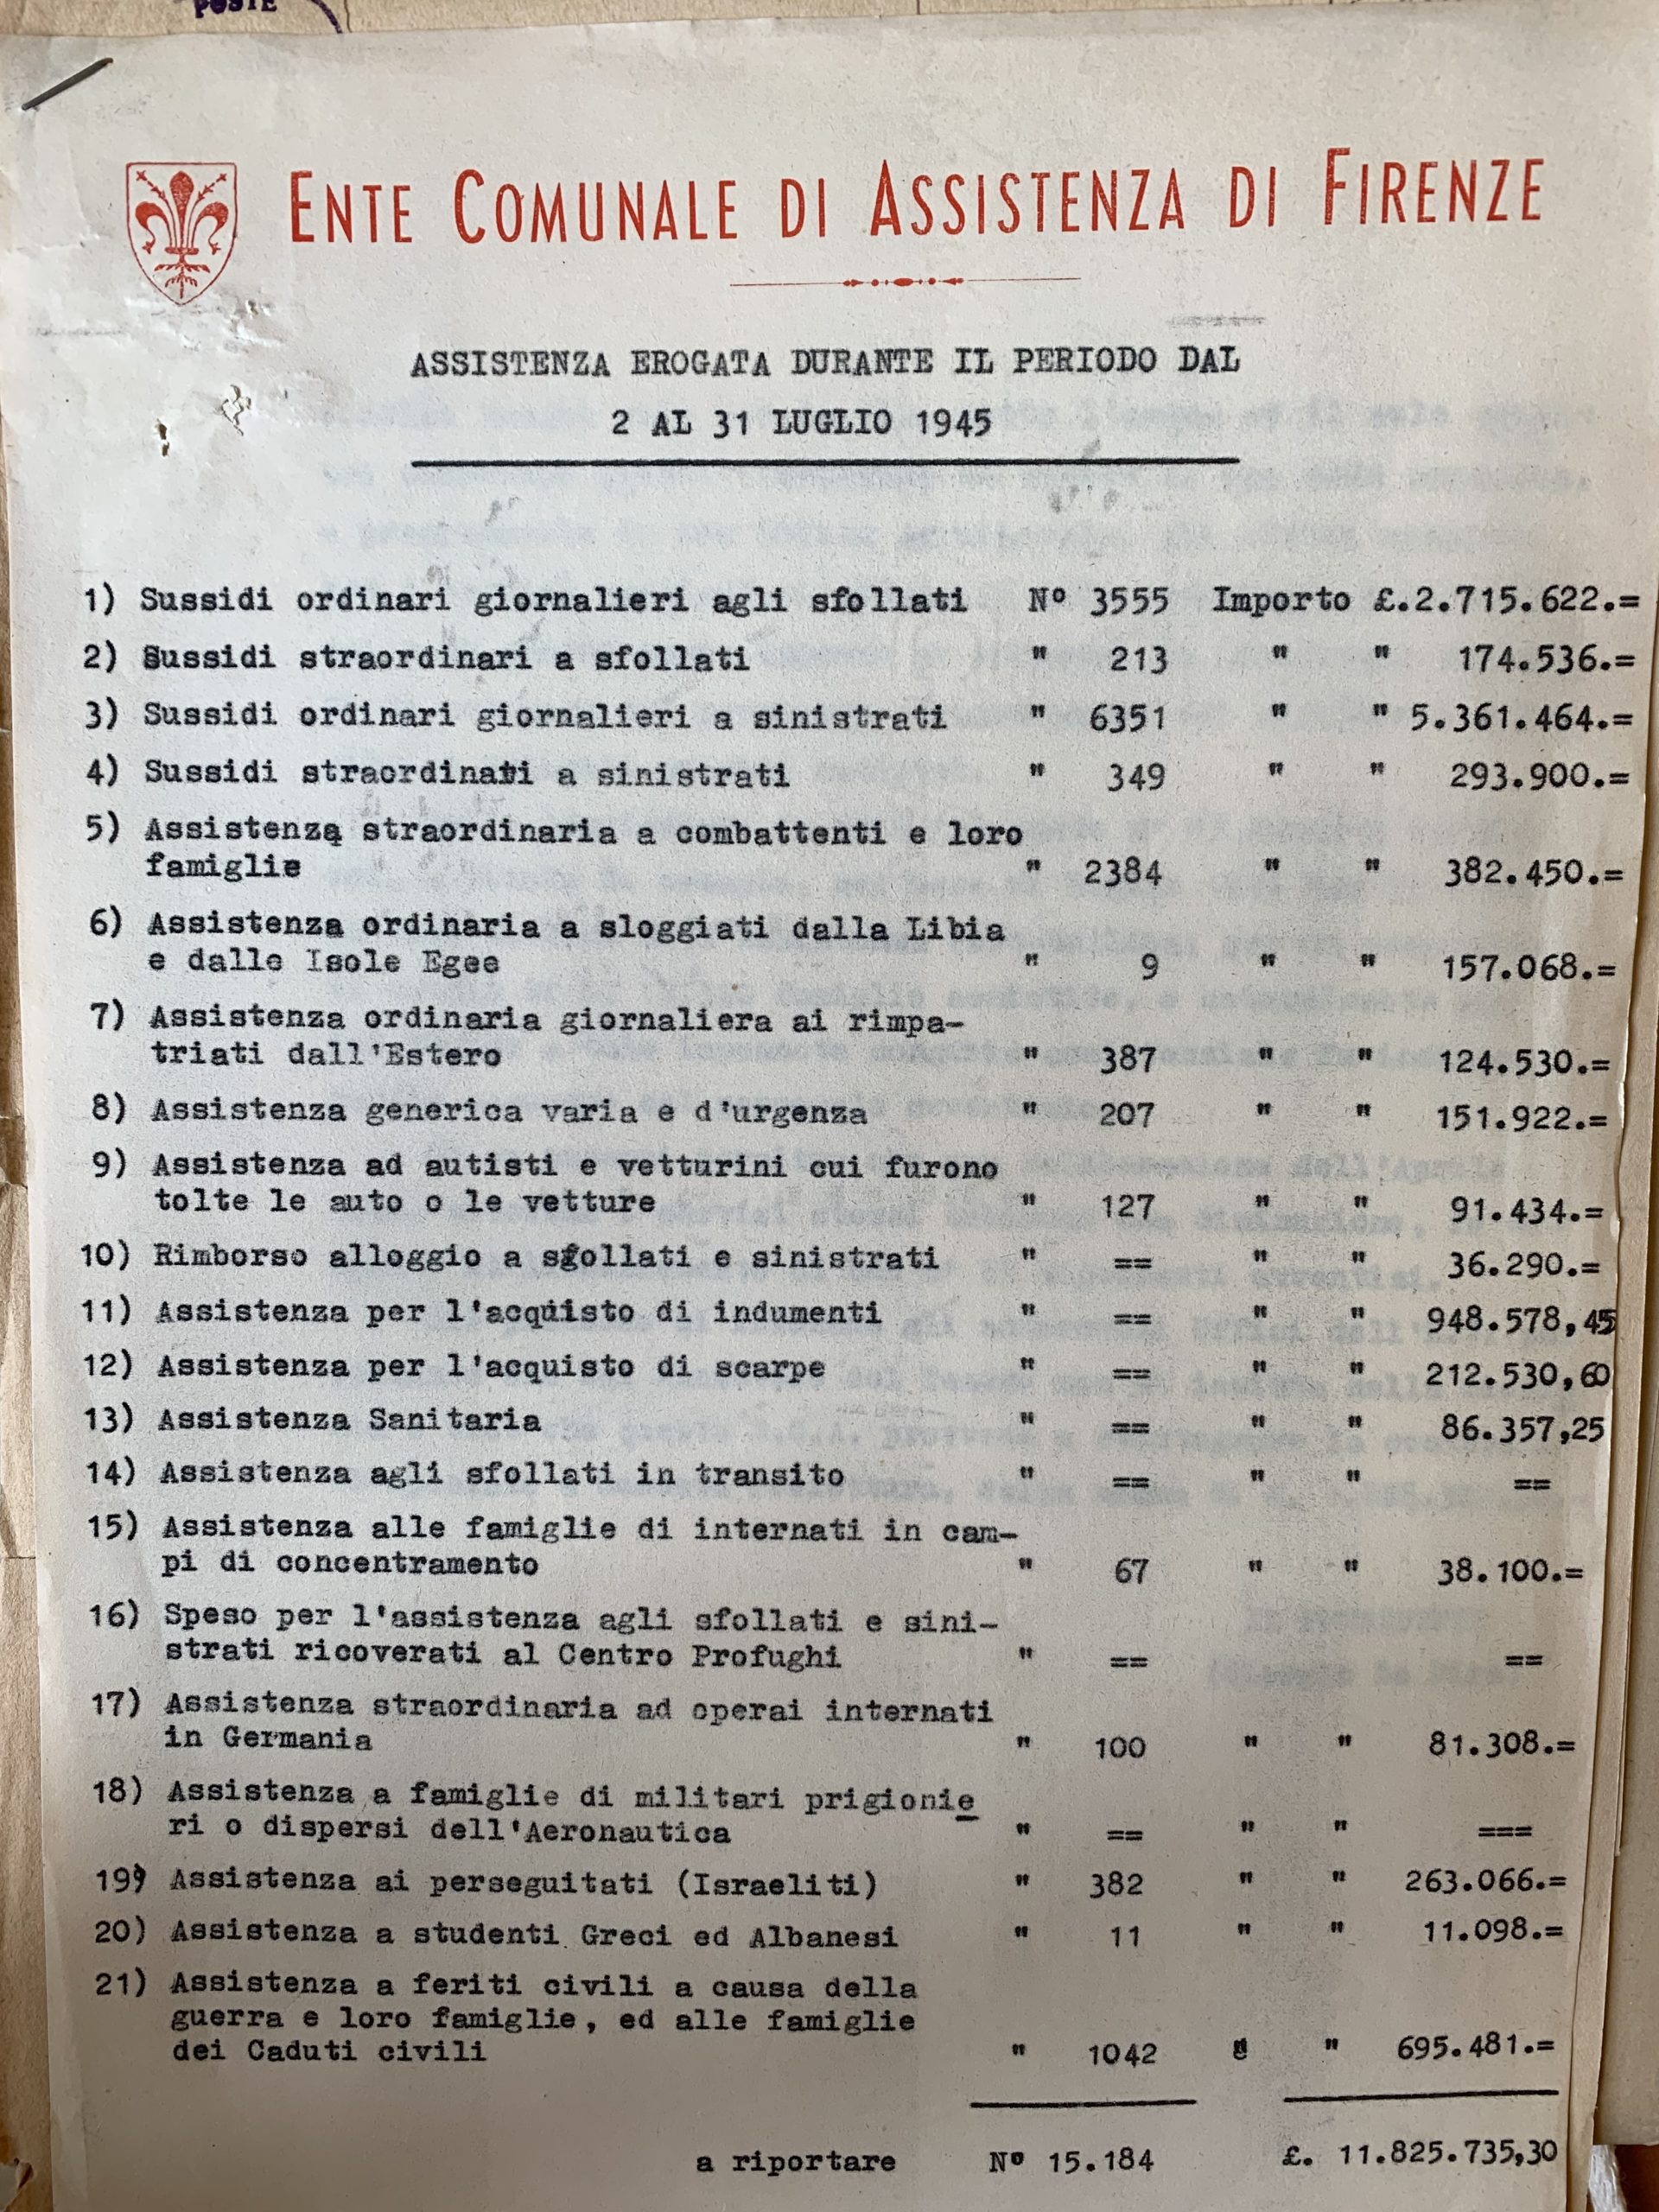 POSTE
ENTE COMUNALE DI ASSISTENZA DI FIRENZE
ASSISTENZA EROGATA DURANTE IL PERIODO DAL
2 AL 31 LUGLIO 1945
1) Sussidi ordinari giornalieri agli sfollati Nº 3555 Importo £.2.715.622.=
2) Sussidi straordinari a sfollati " 213 " " 174.536.=
3) Sussidi ordinari giornalieri a sinistrati " 6351 " " 5.361.464.=
4) Sussidi straordinari a sinistrati " 349 " " 293.900.=
5) Assistenza straordinaria a combattenti e loro
famiglie " 2384 " " 382.450.=
6) Assistenza ordinaria a sloggiati dalla Libia
e dalle Isole Egee " 9 " " 157.068.=
7) Assistenza ordinaria giornaliera ai rimpa-
triati dall'Estero " 387 " " 124.530.=
8) Assistenza generica varia e d'urgenza " 207 " " 151.922.=
9) Assistenza ad autisti e vetturini cui furono
tolte le auto o le vetture " 127 " " 91.434.=
10) Rimborso alloggio a sfollati e sinistrati " == " " 36.290.=
11) Assistenza per l'acquisto di indumenti " == " " 948.578,45
12) Assistenza per l'acquisto di scarpe " == " " 212.530,60
13) Assistenza Sanitaria " == " " 86.357,25
14) Assistenza agli sfollati in transito " == " " ==
15) Assistenza alle famiglie di internati in cam-
pi di concentramento " 67 " " 38.100.=
16) Speso per l'assistenza agli sfollati e sini-
strati ricoverati al Centro Profughi " == ==
17) Assistenza straordinaria ad operai internati
in Germania " 100 " " 81.308.=
18) Assistenza a famiglie di militari prigionie
ri o dispersi dell'Aeronautica " == " " ===
19) Assistenza ai perseguitati (Israeliti) " 382 " " 263.066.=
20) Assistenza a studenti Greci ed Albanesi " 11 " " 11.098.=
21) Assistenza a feriti civili a causa della
guerra e loro famiglie, ed alle famiglie
dei Caduti civili " 1042 " " 695.481.=
a riportare Nº 15.184 £. 11.825.735,30